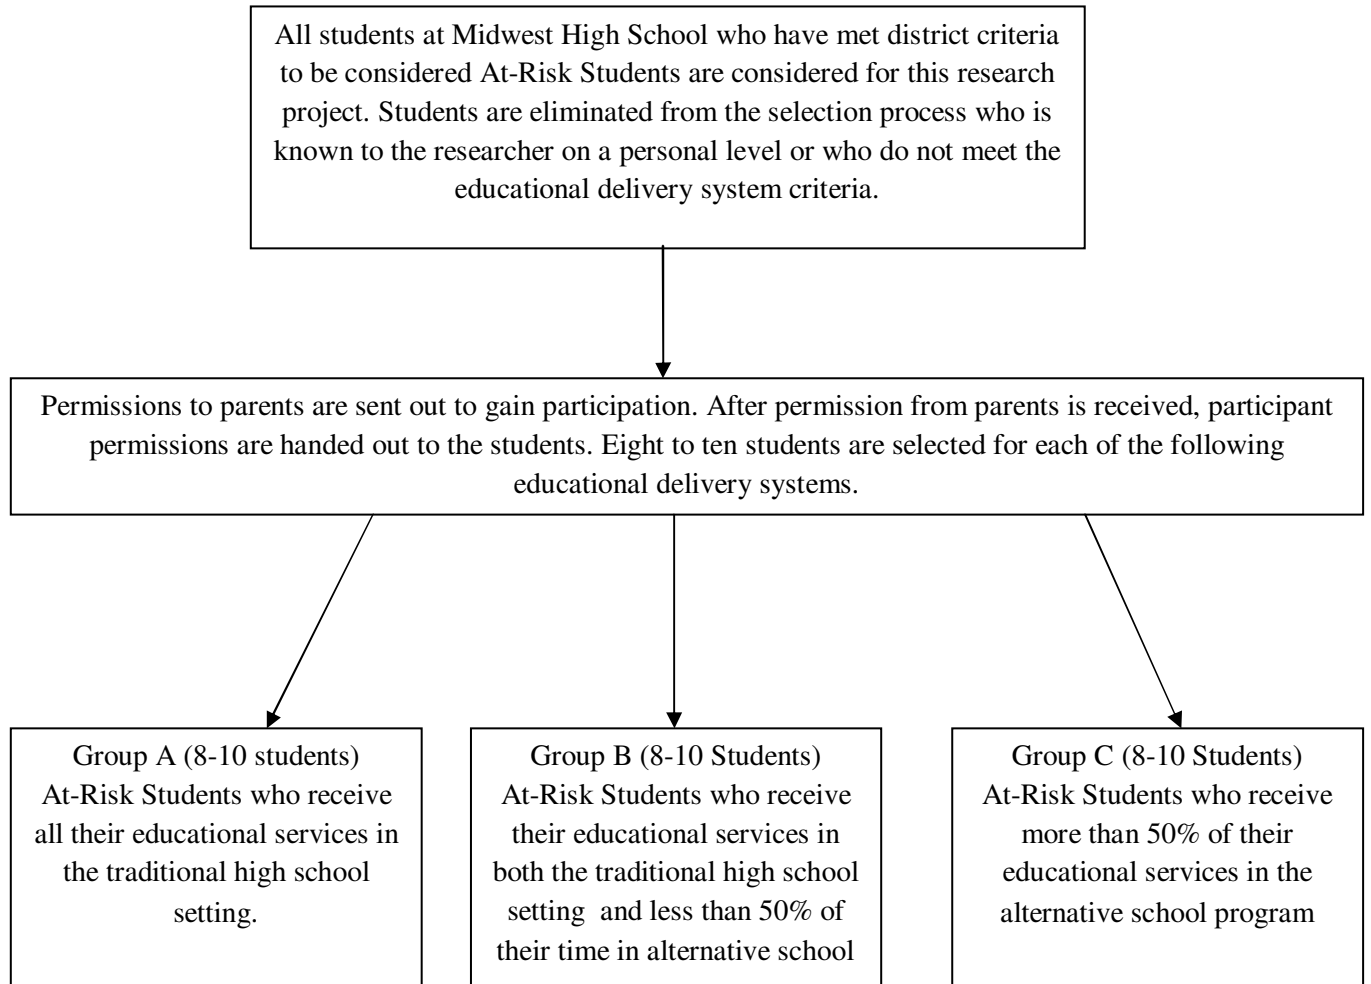 All students at Midwest High School who have met district criteria
to be considered At-Risk Students are considered for this research
project. Students are eliminated from the selection process who is
known to the researcher on a personal level or who do not meet the
educational delivery system criteria.
Permissions to parents are sent out to gain participation. After permission from parents is received, participant
permissions are handed out to the students. Eight to ten students are selected for each of the following
educational delivery systems.
Group A (8-10 students)
At-Risk Students who receive
all their educational services in
the traditional high school
setting.
Group B (8-10 Students)
At-Risk Students who receive
their educational services in
both the traditional high school
setting  and less than 50% of
their time in alternative school
Group C (8-10 Students)
At-Risk Students who receive
more than 50% of their
educational services in the
alternative school program